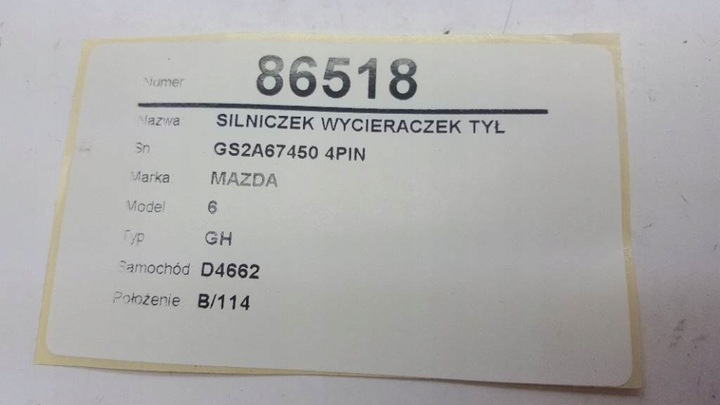 Numer 86518
Nazwa SILNICZEK WYCIERACZEK TYŁ
Sn GS2A67450 4PIN
Marka MAZDA
Model 6
Typ GH
Samochód D4662
Położenie B/114